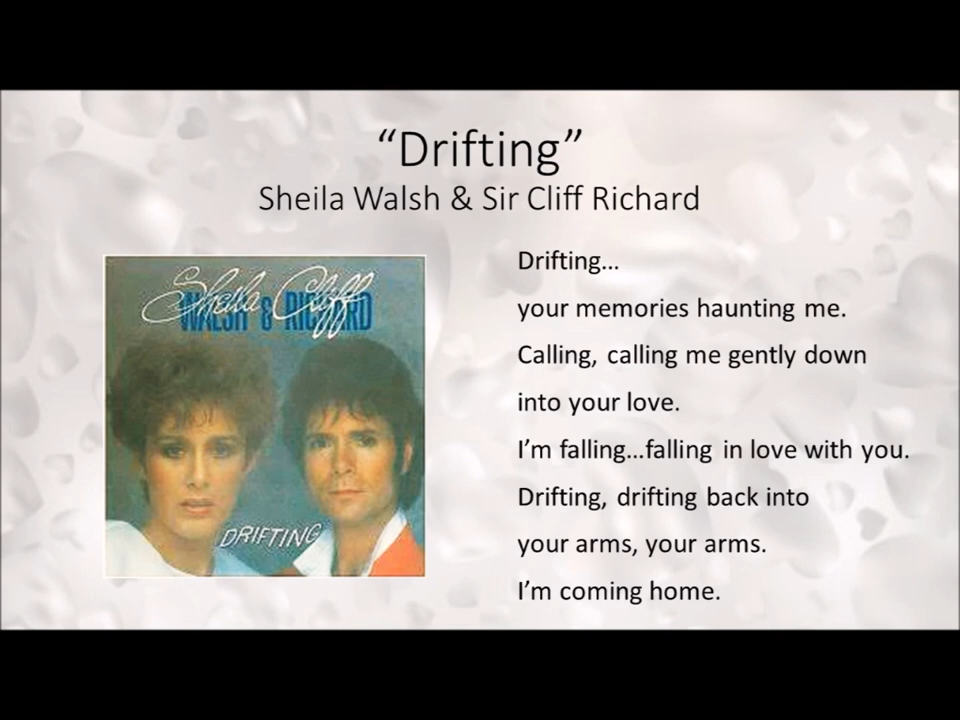 “Drifting”
Sheila Walsh & Sir Cliff Richard
Sheila Cliff
WALSH & RICHARD
DRIFTING
Drifting…
your memories haunting me.
Calling, calling me gently down
into your love.
I’m falling…falling in love with you.
Drifting, drifting back into
your arms, your arms.
I’m coming home.